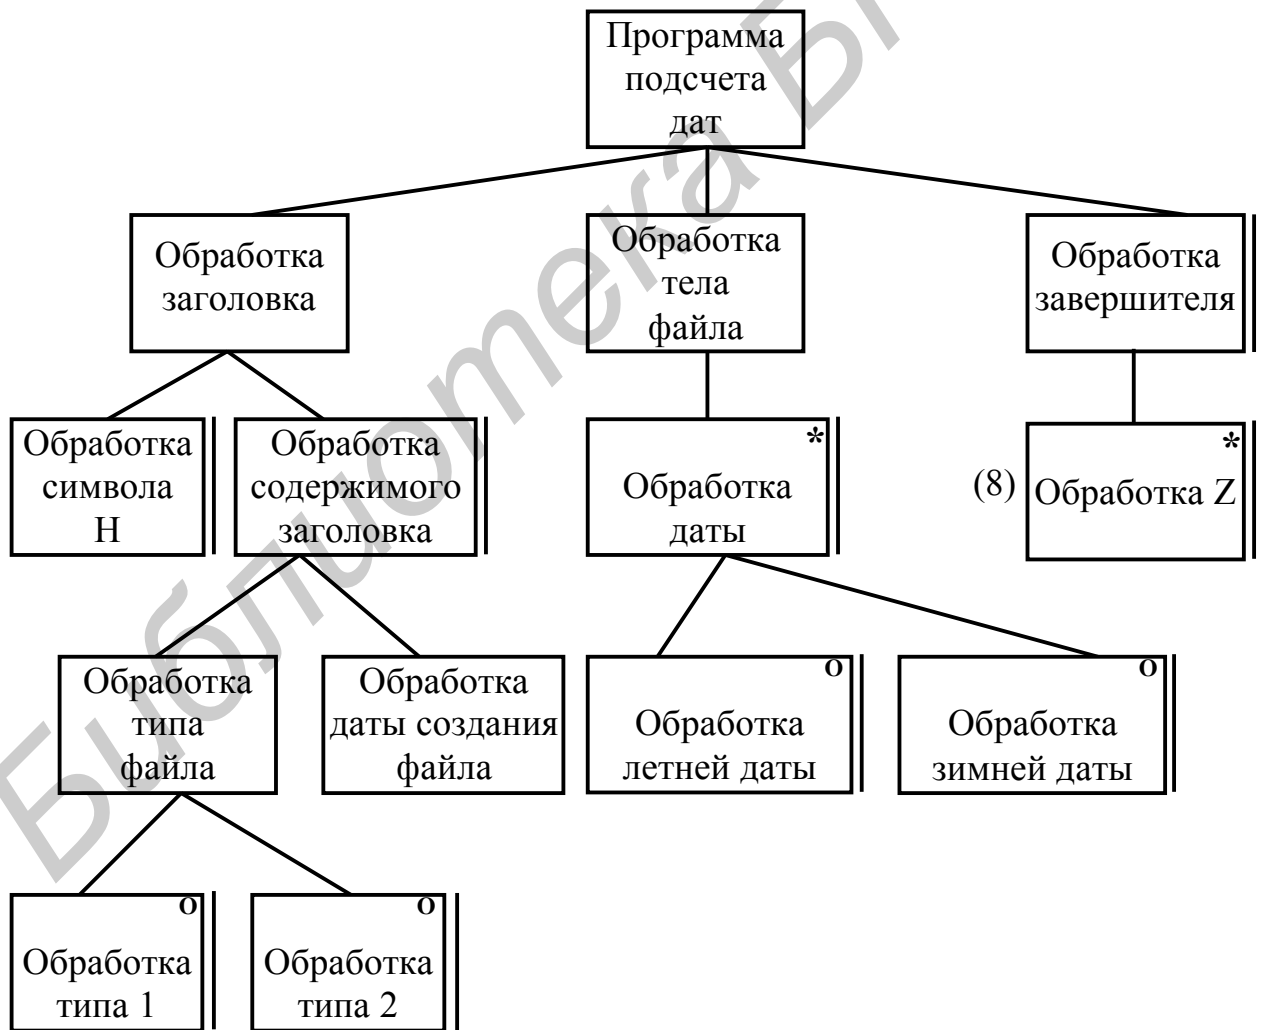 Программа
подсчета
дат
Обработка
заголовка
Обработка
тела
файла
Обработка
завершителя
Обработка
символа
Н
Обработка
содержимого
заголовка
*
Обработка
даты
(8)
*
Обработка Z
Обработка
типа
файла
Обработка
даты создания
файла
о
Обработка
летней даты
о
Обработка
зимней даты
о
Обработка
типа 1
о
Обработка
типа 2
Библиотека